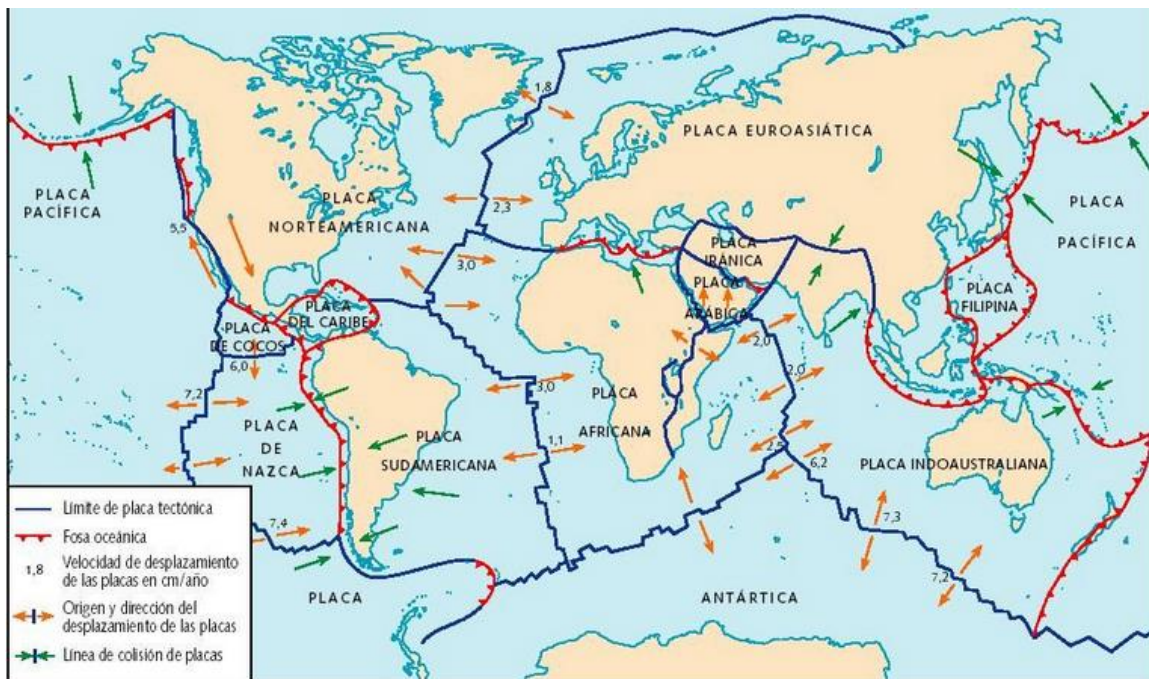 1,8
PLACA EUROASIÁTICA
PLACA
PACÍFICA
PLACA
NORTEAMERICANA
2,3
PLACA
PACÍFICA
5,5
3,0
PLACA
IRÁNICA
PLACA
ARÁBICA
PLACA
FILIPINA
PLACA
DEL CARIBE
PLACA
DE COCOS
6,0
2,0
2,0
7,2
3,0
PLACA
AFRICANA
PLACA
DE
NAZCA
PLACA
SUDAMERICANA
1,1
2,5
6,2
PLACA INDOAUSTRALIANA
7,4
7,3
7,2
PLACA
ANTÁRTICA
Límite de placa tectónica
Fosa oceánica
1,8
Velocidad de desplazamiento
de las placas en cm/año
Origen y dirección del
desplazamiento de las placas
Línea de colisión de placas